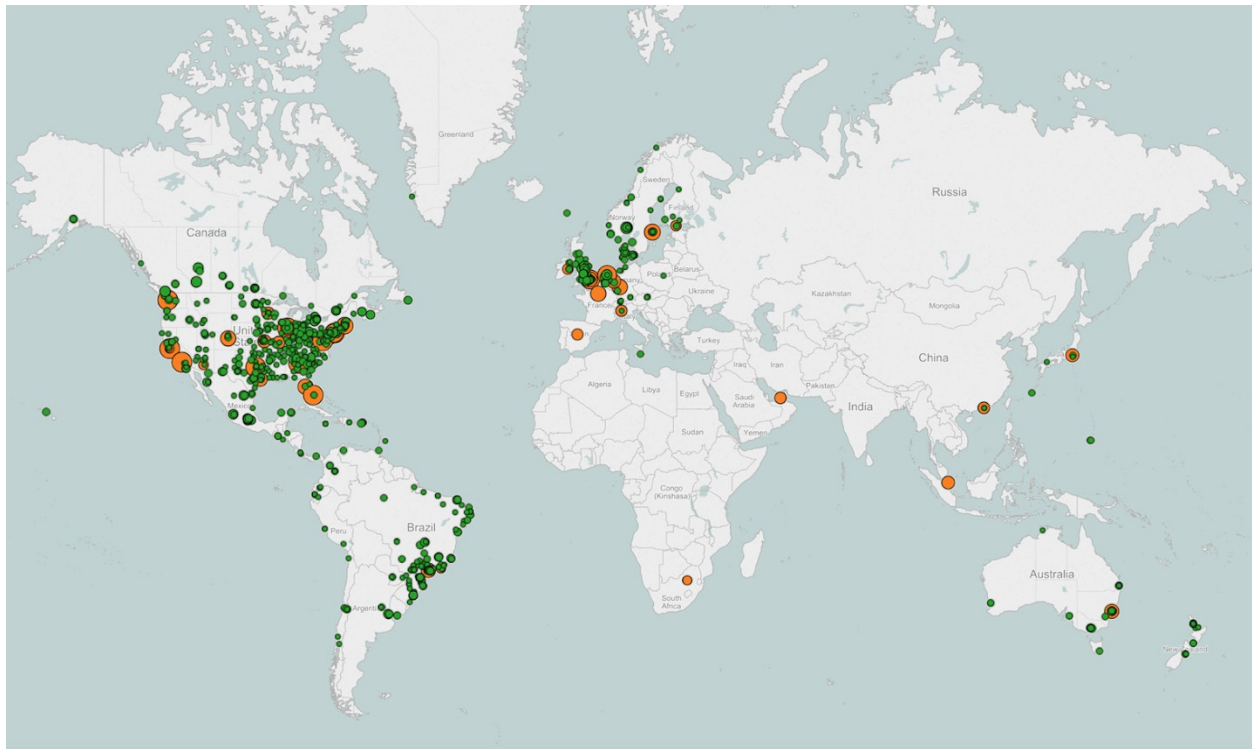 Greenland
Sweden
Russia
Finland
Canada
Norway
Poland
Belarus
Ukraine
Kazakhstan
France
Mongolia
Turkey
China
Iraq
Iran
Algeria
Libya
Egypt
Pakistan
Saudi
Arabia
India
Mexico
Sudan
Yemen
Congo
(Kinshasa)
Brazil
Peru
Australia
South
Africa